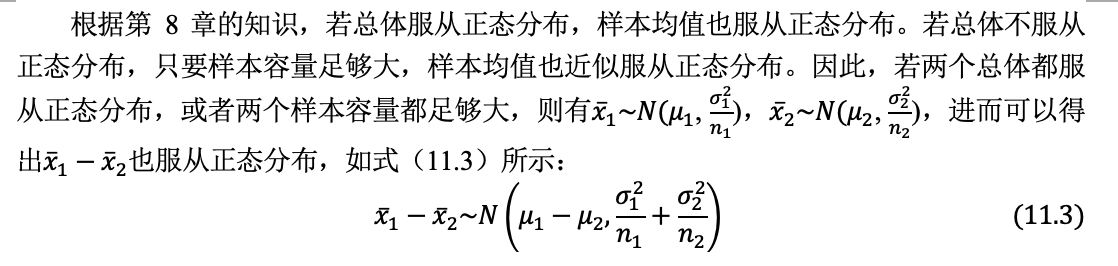 根据第 8 章的知识，若总体服从正态分布，样本均值也服从正态分布。若总体不服从
正态分布，只要样本容量足够大，样本均值也近似服从正态分布。因此，若两个总体都服
从正态分布，或者两个样本容量都足够大，则有x̄₁~N(μ₁, σ₁²/n₁)，x̄₂~N(μ₂, σ₂²/n₂)，进而可以得
出x̄₁ − x̄₂也服从正态分布，如式（11.3）所示：
x̄₁ − x̄₂~N(μ₁ − μ₂, σ₁²/n₁ + σ₂²/n₂) (11.3)